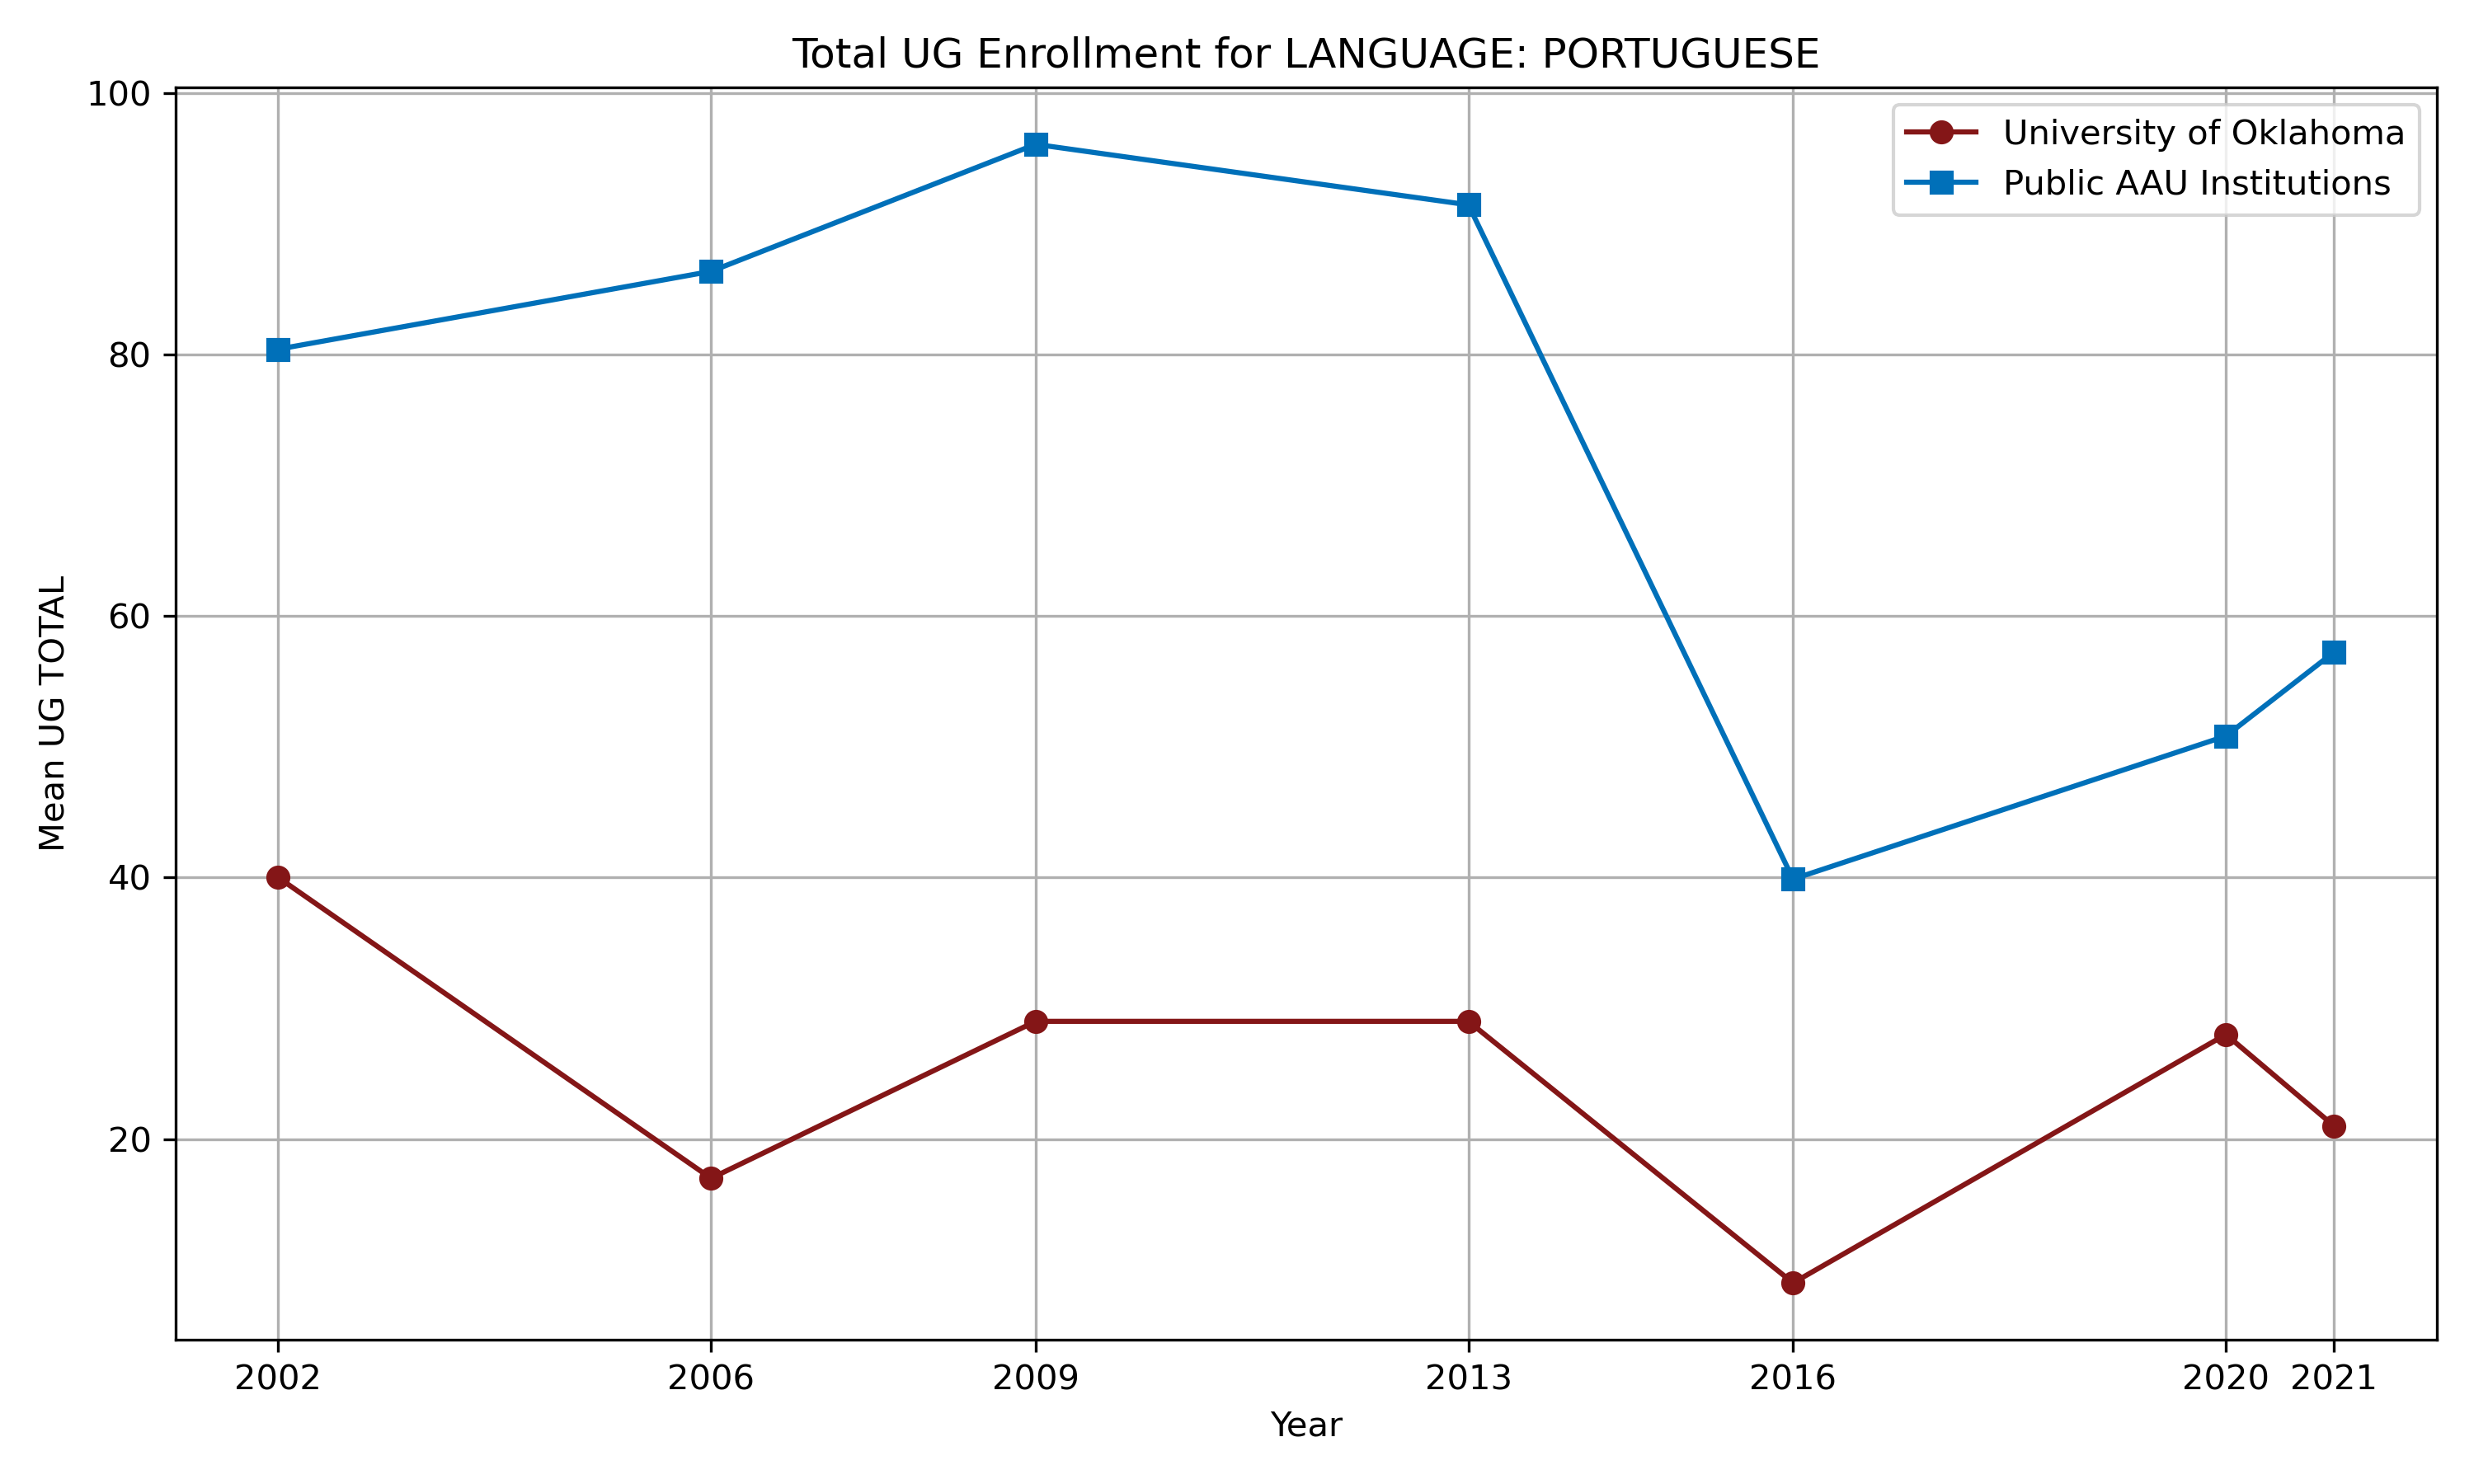 Total UG Enrollment for LANGUAGE: PORTUGUESE
University of Oklahoma
Public AAU Institutions
Mean UG TOTAL
100
80
60
40
20
2002 2006 2009 2013 2016 2020 2021
Year